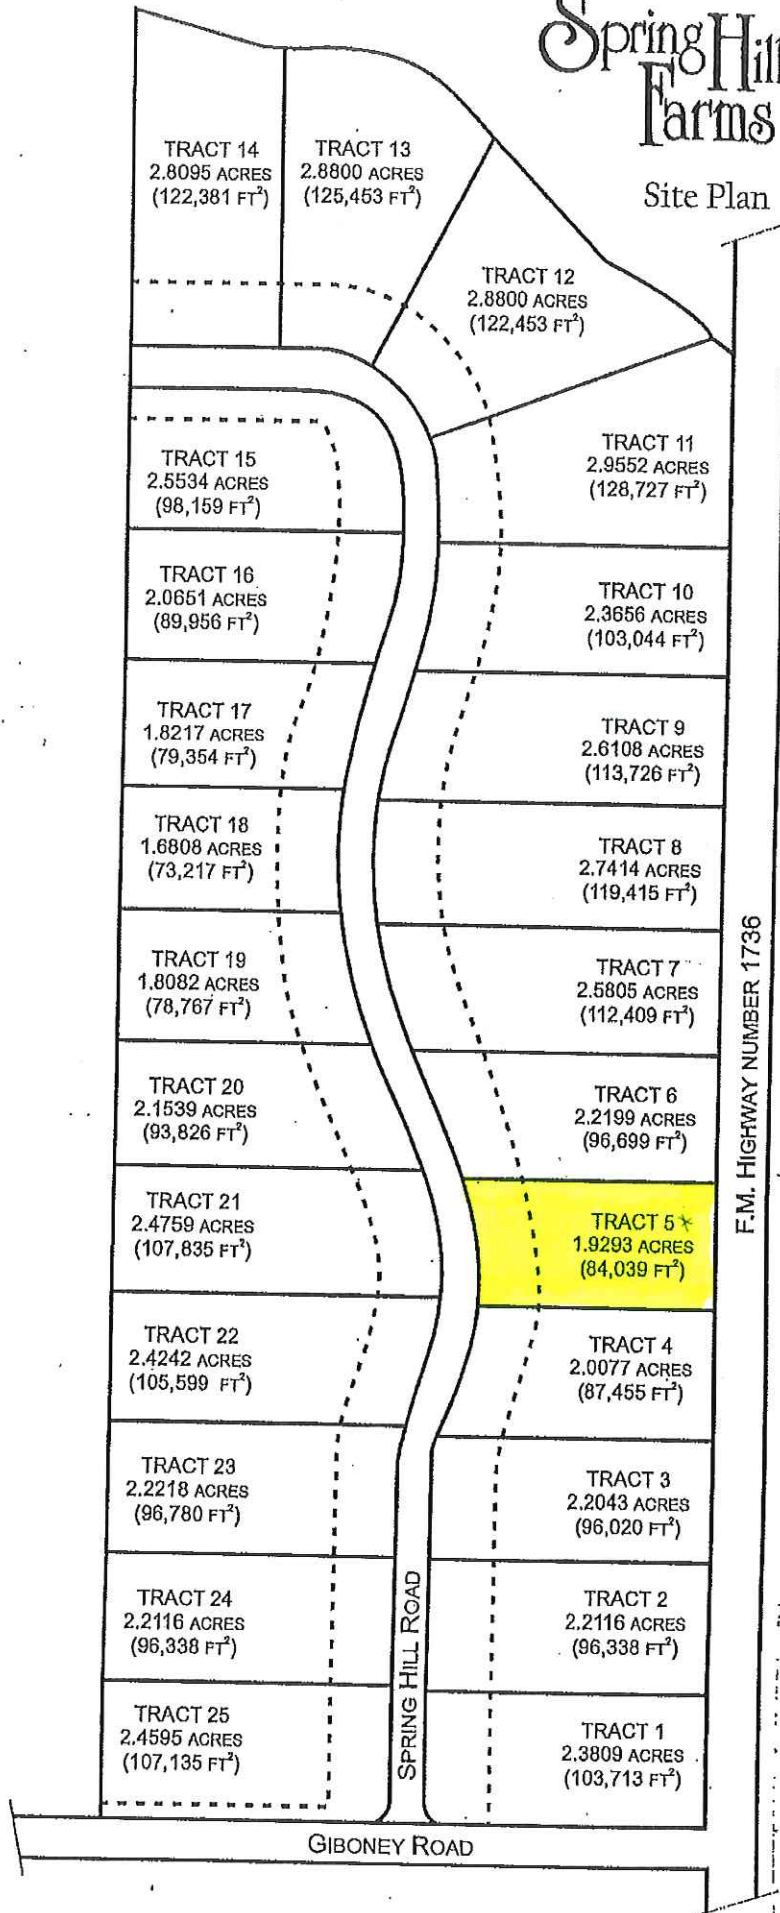 Spring Hill
Farms
Site Plan
TRACT 14
2.8095 ACRES
(122,381 FT²)
TRACT 13
2.8800 ACRES
(125,453 FT²)
TRACT 12
2.8800 ACRES
(122,453 FT²)
TRACT 11
2.9552 ACRES
(128,727 FT²)
TRACT 15
2.5534 ACRES
(98,159 FT²)
TRACT 16
2.0651 ACRES
(89,956 FT²)
TRACT 10
2.3656 ACRES
(103,044 FT²)
TRACT 17
1.8217 ACRES
(79,354 FT²)
TRACT 9
2.6108 ACRES
(113,726 FT²)
TRACT 18
1.6808 ACRES
(73,217 FT²)
TRACT 8
2.7414 ACRES
(119,415 FT²)
TRACT 19
1.8082 ACRES
(78,767 FT²)
TRACT 7
2.5805 ACRES
(112,409 FT²)
TRACT 20
2.1539 ACRES
(93,826 FT²)
TRACT 6
2.2199 ACRES
(96,699 FT²)
TRACT 21
2.4759 ACRES
(107,835 FT²)
TRACT 5 *
1.9293 ACRES
(84,039 FT²)
TRACT 22
2.4242 ACRES
(105,599 FT²)
TRACT 4
2.0077 ACRES
(87,455 FT²)
TRACT 23
2.2218 ACRES
(96,780 FT²)
TRACT 3
2.2043 ACRES
(96,020 FT²)
TRACT 24
2.2116 ACRES
(96,338 FT²)
TRACT 2
2.2116 ACRES
(96,338 FT²)
TRACT 25
2.4595 ACRES
(107,135 FT²)
TRACT 1
2.3809 ACRES
(103,713 FT²)
SPRING HILL ROAD
F.M. HIGHWAY NUMBER 1736
GIBONEY ROAD